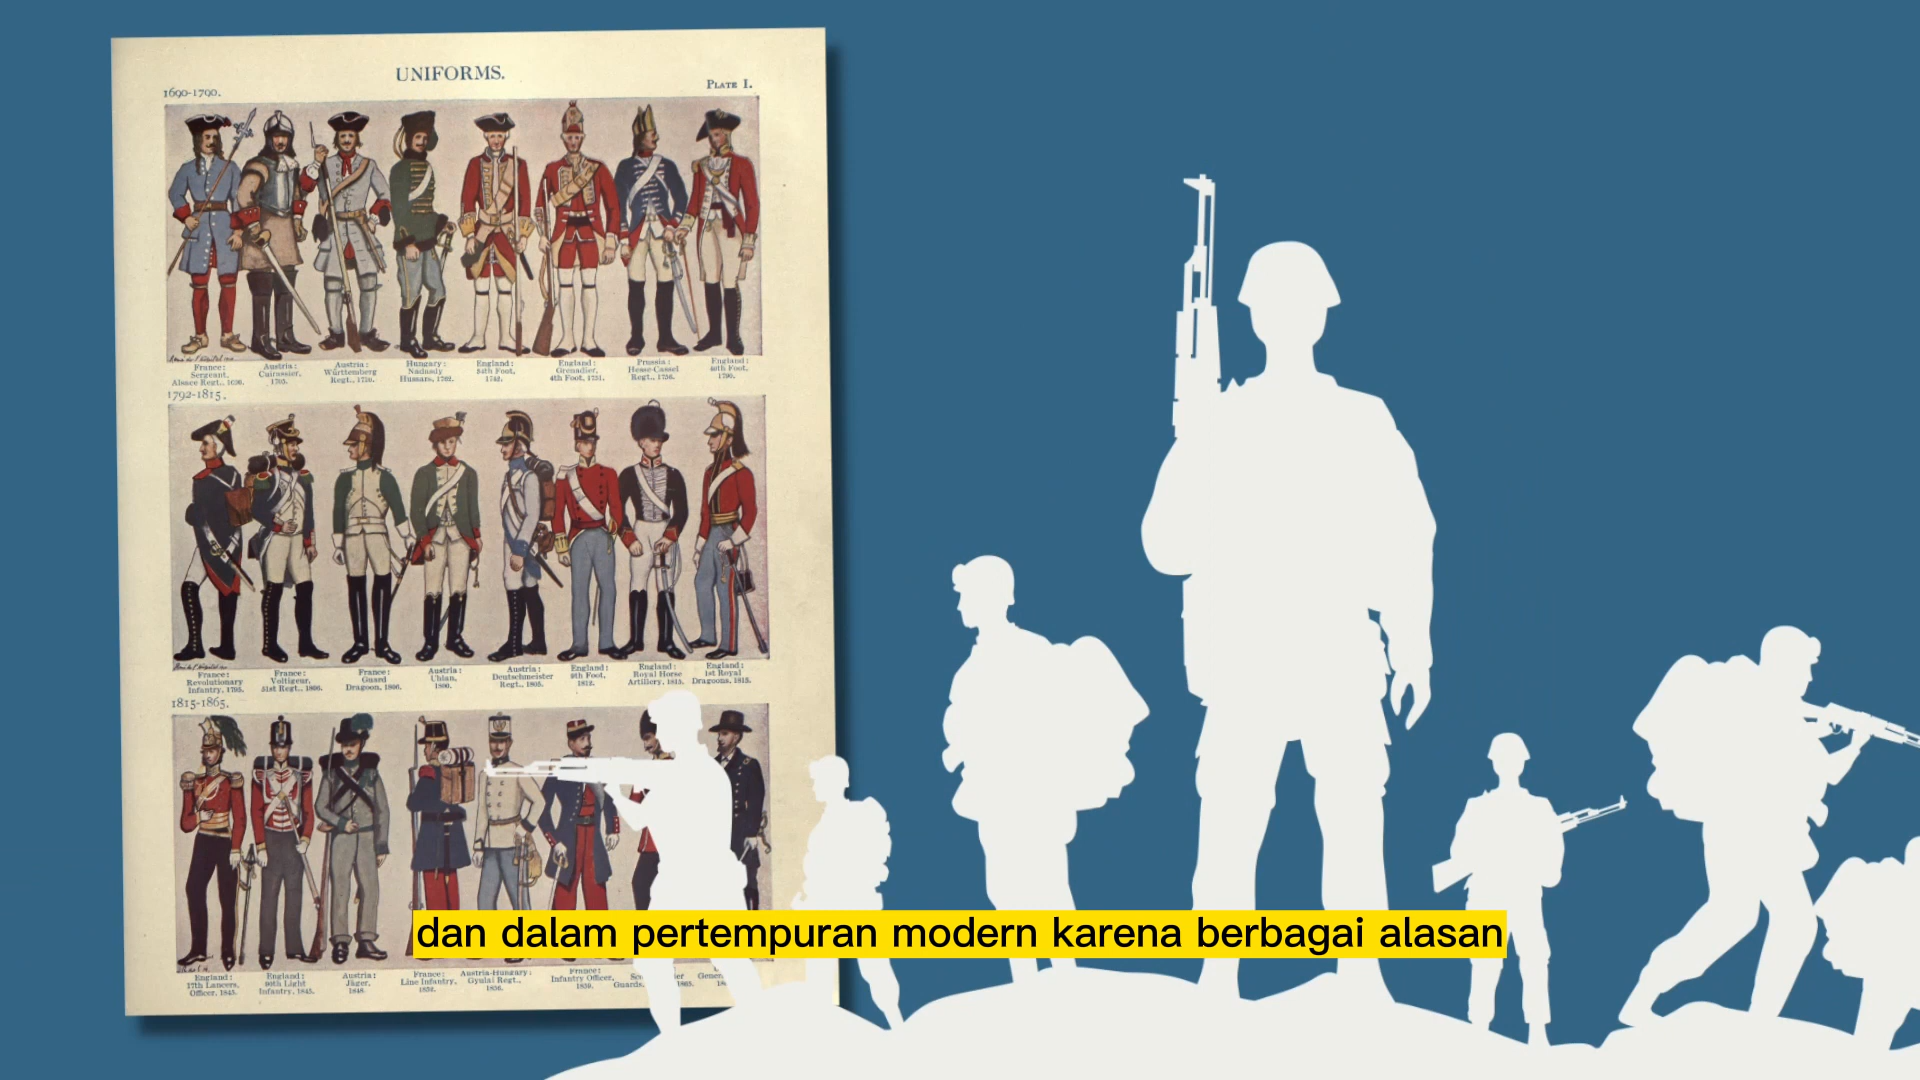 UNIFORMS.
1690-1790.
PLATE I.
France:
Sergeant,
Alsace Regt., 1690.
Austria:
Cuirassier,
1705.
Austria:
Württemberg
Regt., 1710.
Hungary:
Nadasdy
Hussars, 1762.
England:
54th Foot,
1742.
England:
Grenadier,
4th Foot, 1751.
Prussia:
Hesse-Cassel
Regt., 1756.
England:
60th Foot,
1790.
1792-1815.
France:
Revolutionary
Infantry, 1795.
France:
Voltigeur,
51st Regt., 1806.
France:
Guard
Dragoon, 1806.
Austria:
Uhlan,
1800.
Austria:
Deutschmeister
Regt., 1805.
England:
9th Foot,
1812.
England:
Royal Horse
Artillery, 1815.
England:
1st Royal
Dragoons, 1815.
1815-1865.
England:
17th Lancers,
Officer, 1845.
England:
90th Light
Infantry, 1845.
Austria:
Jäger,
1848.
France:
Line Infantry,
Austria-Hungary:
Gyulai Regt.,
France:
Infantry Officer,
Guards,
dan dalam pertempuran modern karena berbagai alasan